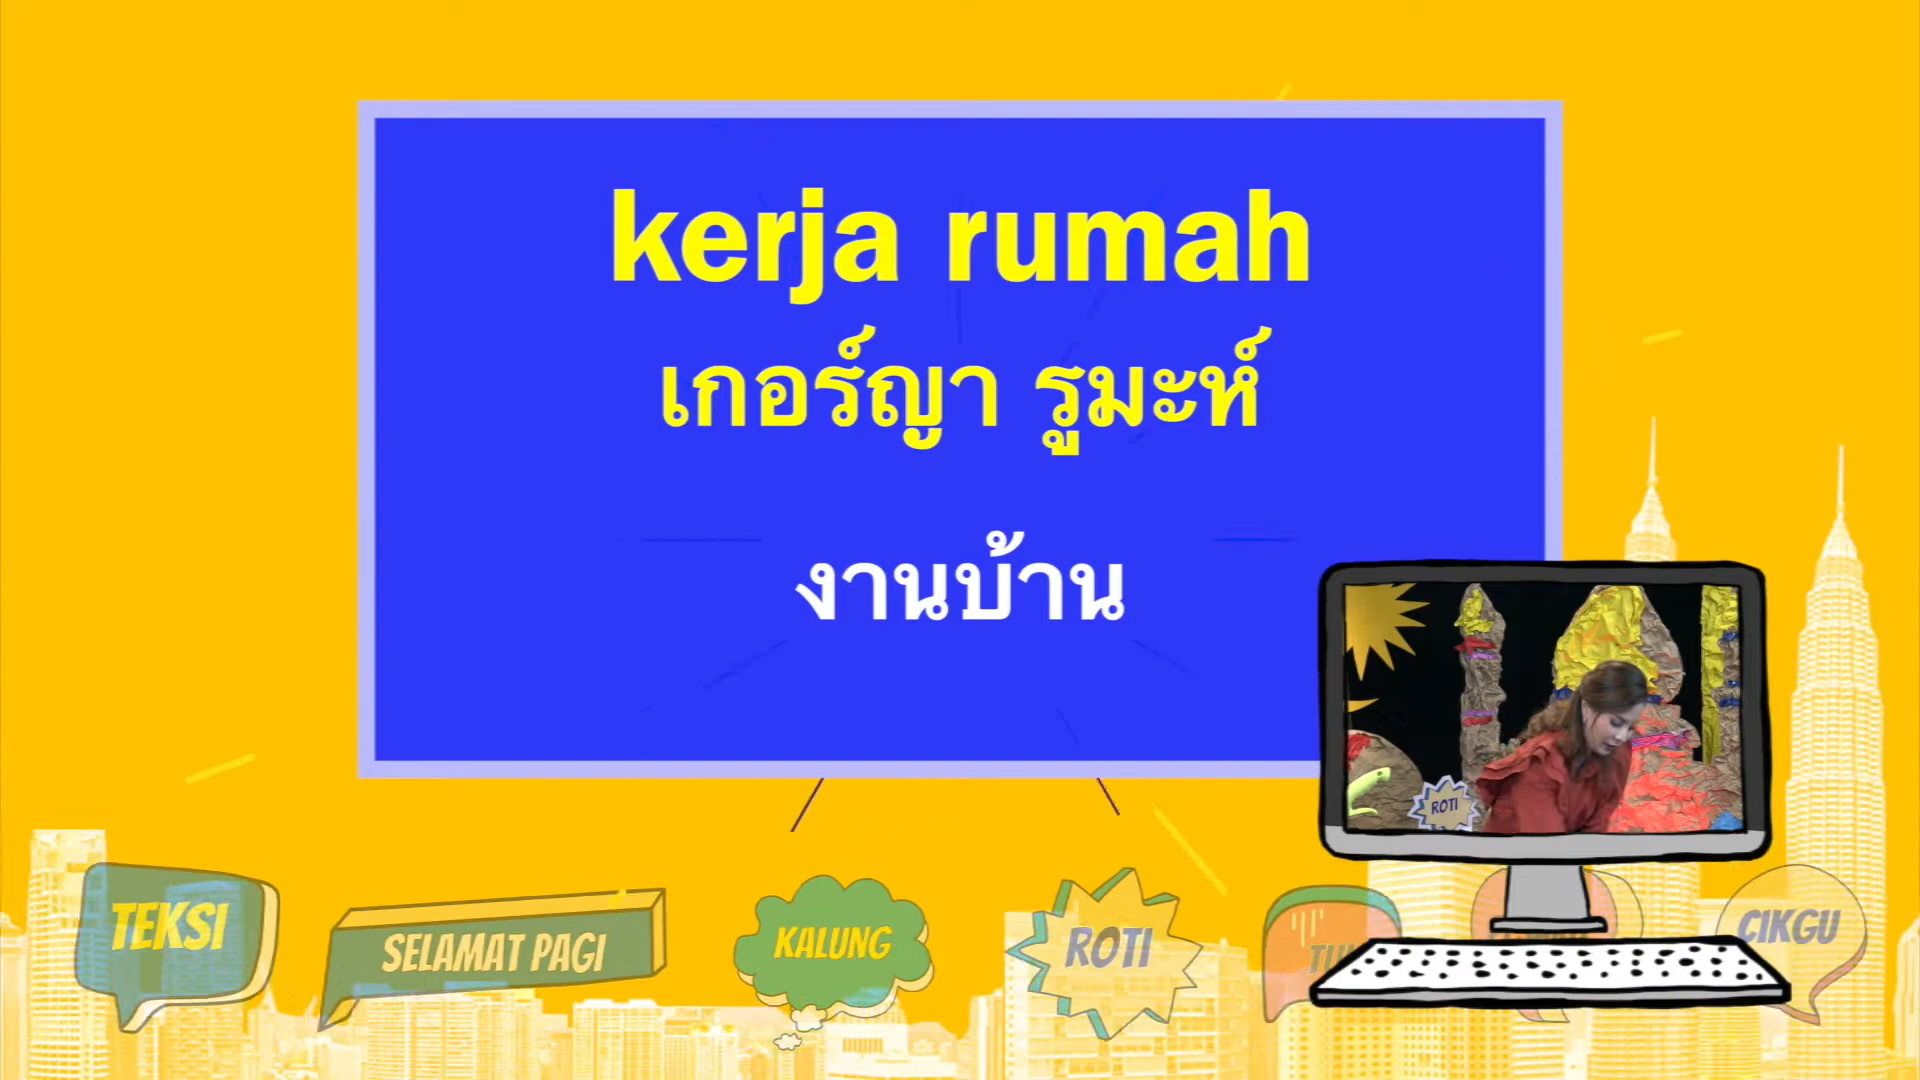 kerja rumah
เกอร์ญา รูมะห์
งานบ้าน
ROTI
TEKSI
SELAMAT PAGI
KALUNG
ROTI
CIKGU